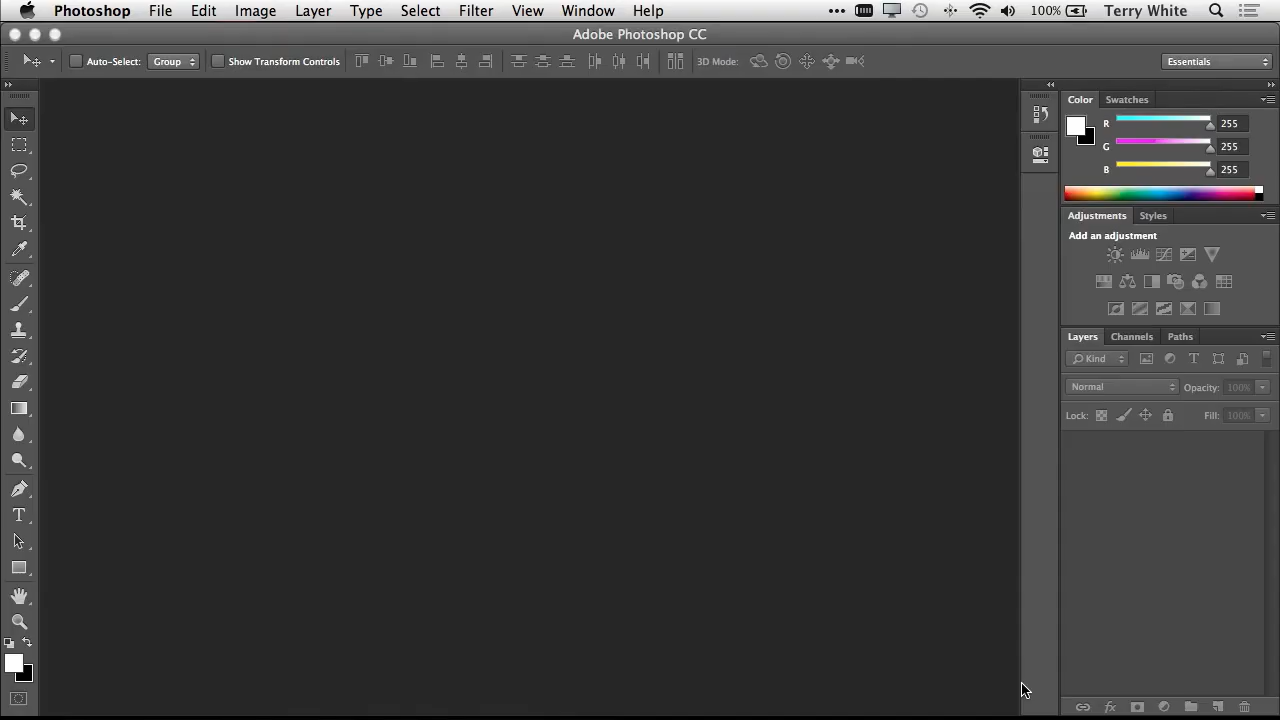 Photoshop File Edit Image Layer Type Select Filter View Window Help 100% Terry White
Adobe Photoshop CC
Auto-Select: Group Show Transform Controls 3D Mode: Essentials
Color Swatches
R 255
G 255
B 255
Adjustments Styles
Add an adjustment
Layers Channels Paths
Kind T
Normal Opacity: 100%
Lock: Fill: 100%
T
fx